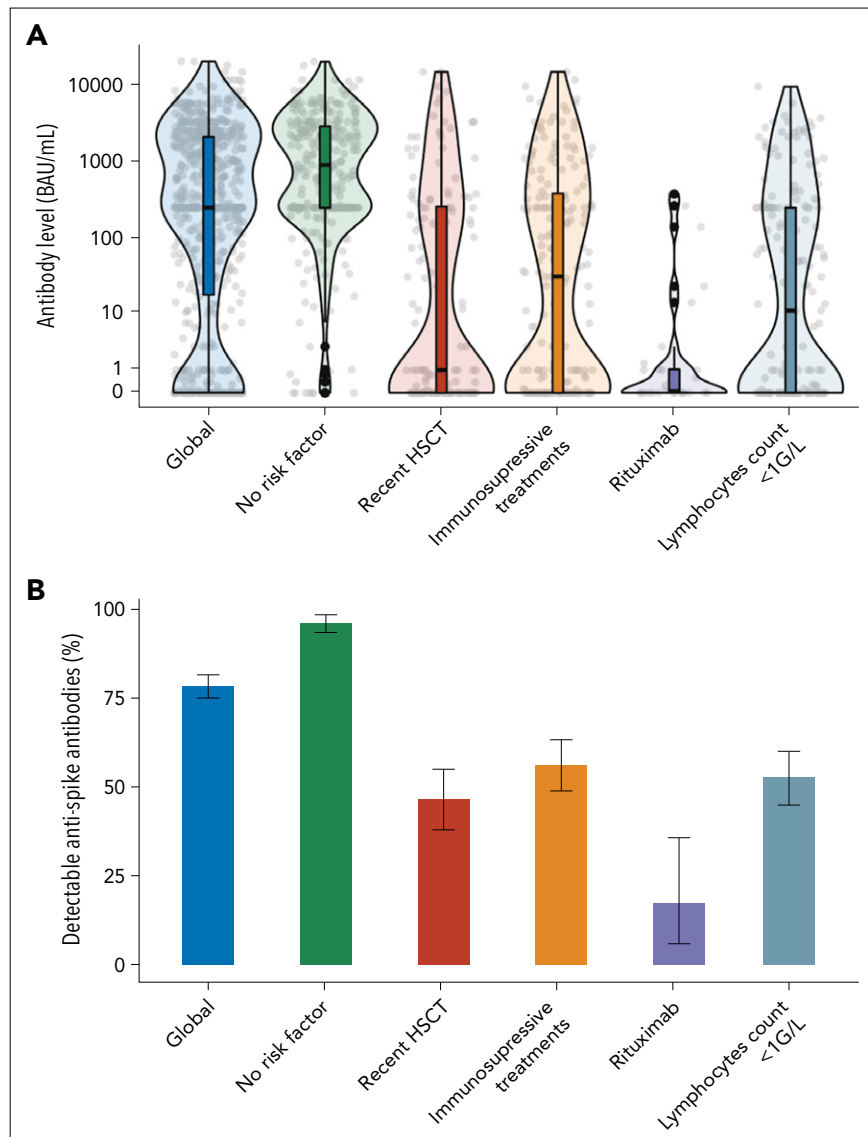 A
Antibody level (BAU/mL)
10000
1000
100
10
1
0
Global
No risk factor
Recent HSCT
Immunosupressive
treatments
Rituximab
Lymphocytes count
<1G/L
B
Detectable anti-spike antibodies (%)
100
75
50
25
0
Global
No risk factor
Recent HSCT
Immunosupressive
treatments
Rituximab
Lymphocytes count
<1G/L